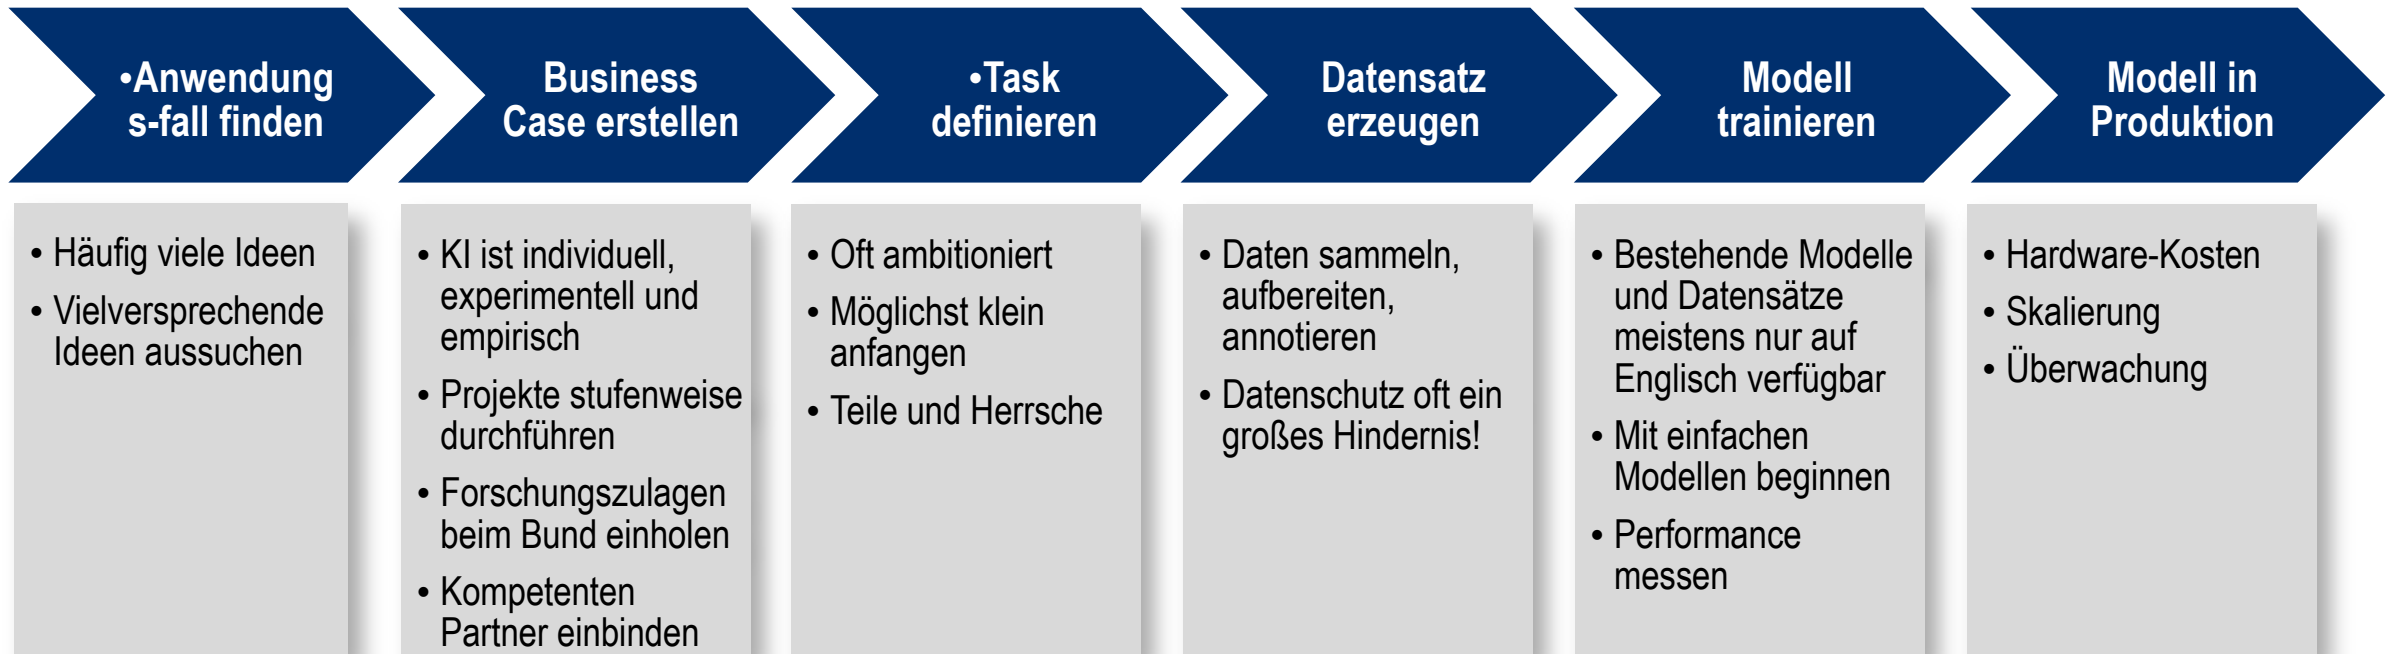 •Anwendung
s-fall finden
Business
Case erstellen
•Task
definieren
Datensatz
erzeugen
Modell
trainieren
Modell in
Produktion
• Häufig viele Ideen
• Vielversprechende
Ideen aussuchen
• KI ist individuell,
experimentell und
empirisch
• Projekte stufenweise
durchführen
• Forschungszulagen
beim Bund einholen
• Kompetenten
Partner einbinden
• Oft ambitioniert
• Möglichst klein
anfangen
• Teile und Herrsche
• Daten sammeln,
aufbereiten,
annotieren
• Datenschutz oft ein
großes Hindernis!
• Bestehende Modelle
und Datensätze
meistens nur auf
Englisch verfügbar
• Mit einfachen
Modellen beginnen
• Performance
messen
• Hardware-Kosten
• Skalierung
• Überwachung